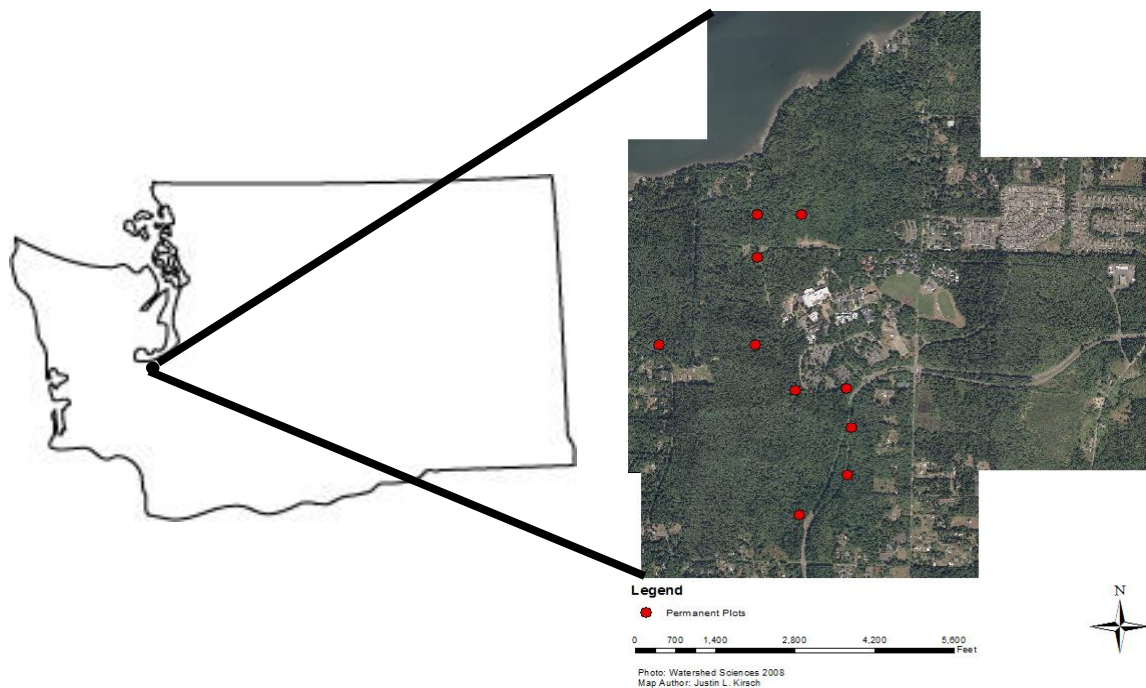 Legend
Permanent Plots
N
0 700 1,400 2,800 4,200 5,600
Feet
Photo: Watershed Sciences 2008
Map Author: Justin L. Kirsch